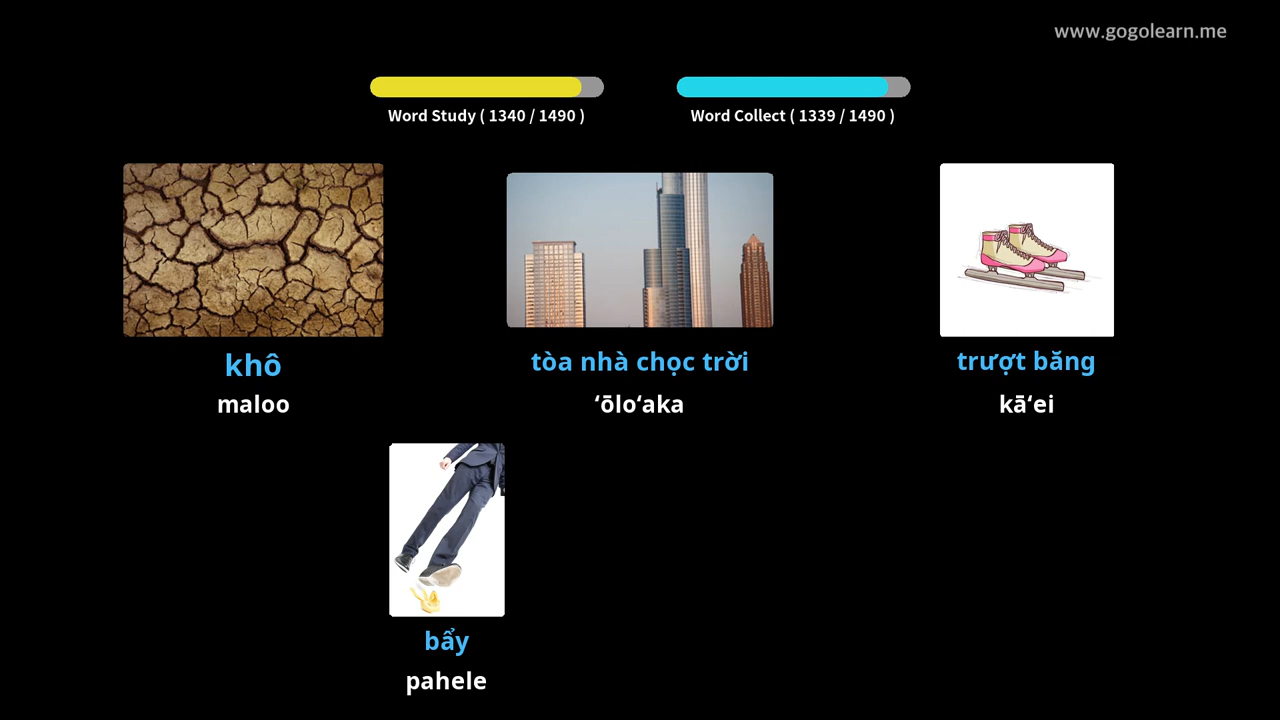 www.gogolearn.me
Word Study ( 1340 / 1490 )
Word Collect ( 1339 / 1490 )
khô
maloo
tòa nhà chọc trời
ʻōloʻaka
trượt băng
kāʻei
bẩy
pahele